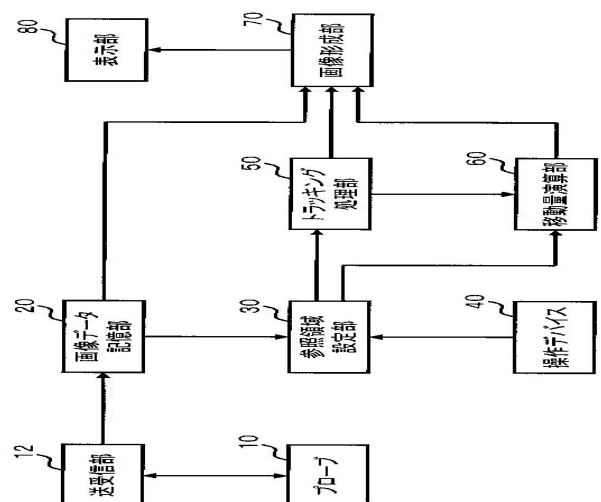 10
プローブ
12
送受信部
20
画像データ
記憶部
30
参照領域
設定部
40
操作デバイス
50
トラッキング
処理部
60
移動量演算部
70
画像形成部
80
表示部